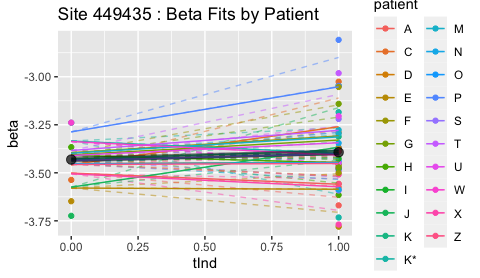 Site 449435 : Beta Fits by Patient
beta
-3.00
-3.25
-3.50
-3.75
0.00 0.25 0.50 0.75 1.00
tInd
patient
A M
C N
D O
E P
F S
G T
H U
I W
J X
K Z
K*